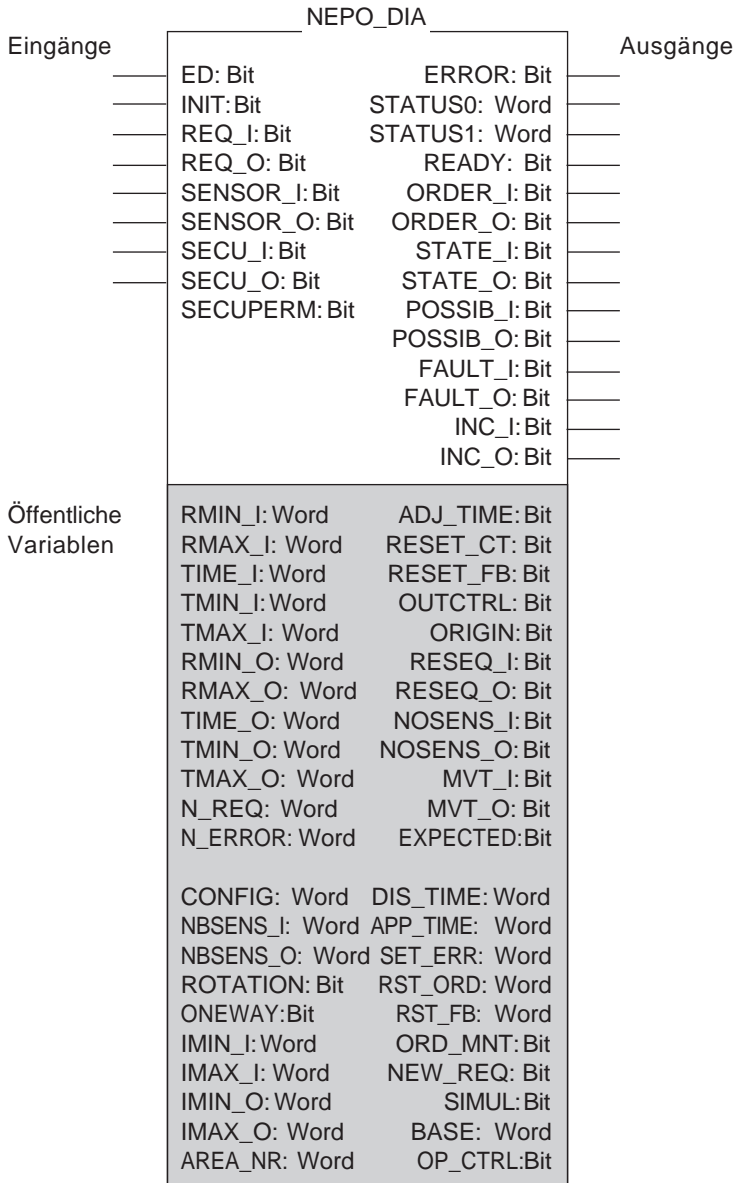 NEPO_DIA
Eingänge Ausgänge
ED: Bit ERROR: Bit
INIT: Bit STATUS0: Word
REQ_I: Bit STATUS1: Word
REQ_O: Bit READY: Bit
SENSOR_I: Bit ORDER_I: Bit
SENSOR_O: Bit ORDER_O: Bit
SECU_I: Bit STATE_I: Bit
SECU_O: Bit STATE_O: Bit
SECUPERM: Bit POSSIB_I: Bit
POSSIB_O: Bit
FAULT_I: Bit
FAULT_O: Bit
INC_I: Bit
INC_O: Bit
Öffentliche RMIN_I: Word ADJ_TIME: Bit
Variablen RMAX_I: Word RESET_CT: Bit
TIME_I: Word RESET_FB: Bit
TMIN_I: Word OUTCTRL: Bit
TMAX_I: Word ORIGIN: Bit
RMIN_O: Word RESEQ_I: Bit
RMAX_O: Word RESEQ_O: Bit
TIME_O: Word NOSENS_I: Bit
TMIN_O: Word NOSENS_O: Bit
TMAX_O: Word MVT_I: Bit
N_REQ: Word MVT_O: Bit
N_ERROR: Word EXPECTED: Bit
CONFIG: Word DIS_TIME: Word
NBSENS_I: Word APP_TIME: Word
NBSENS_O: Word SET_ERR: Word
ROTATION: Bit RST_ORD: Word
ONEWAY: Bit RST_FB: Word
IMIN_I: Word ORD_MNT: Bit
IMAX_I: Word NEW_REQ: Bit
IMIN_O: Word SIMUL: Bit
IMAX_O: Word BASE: Word
AREA_NR: Word OP_CTRL: Bit